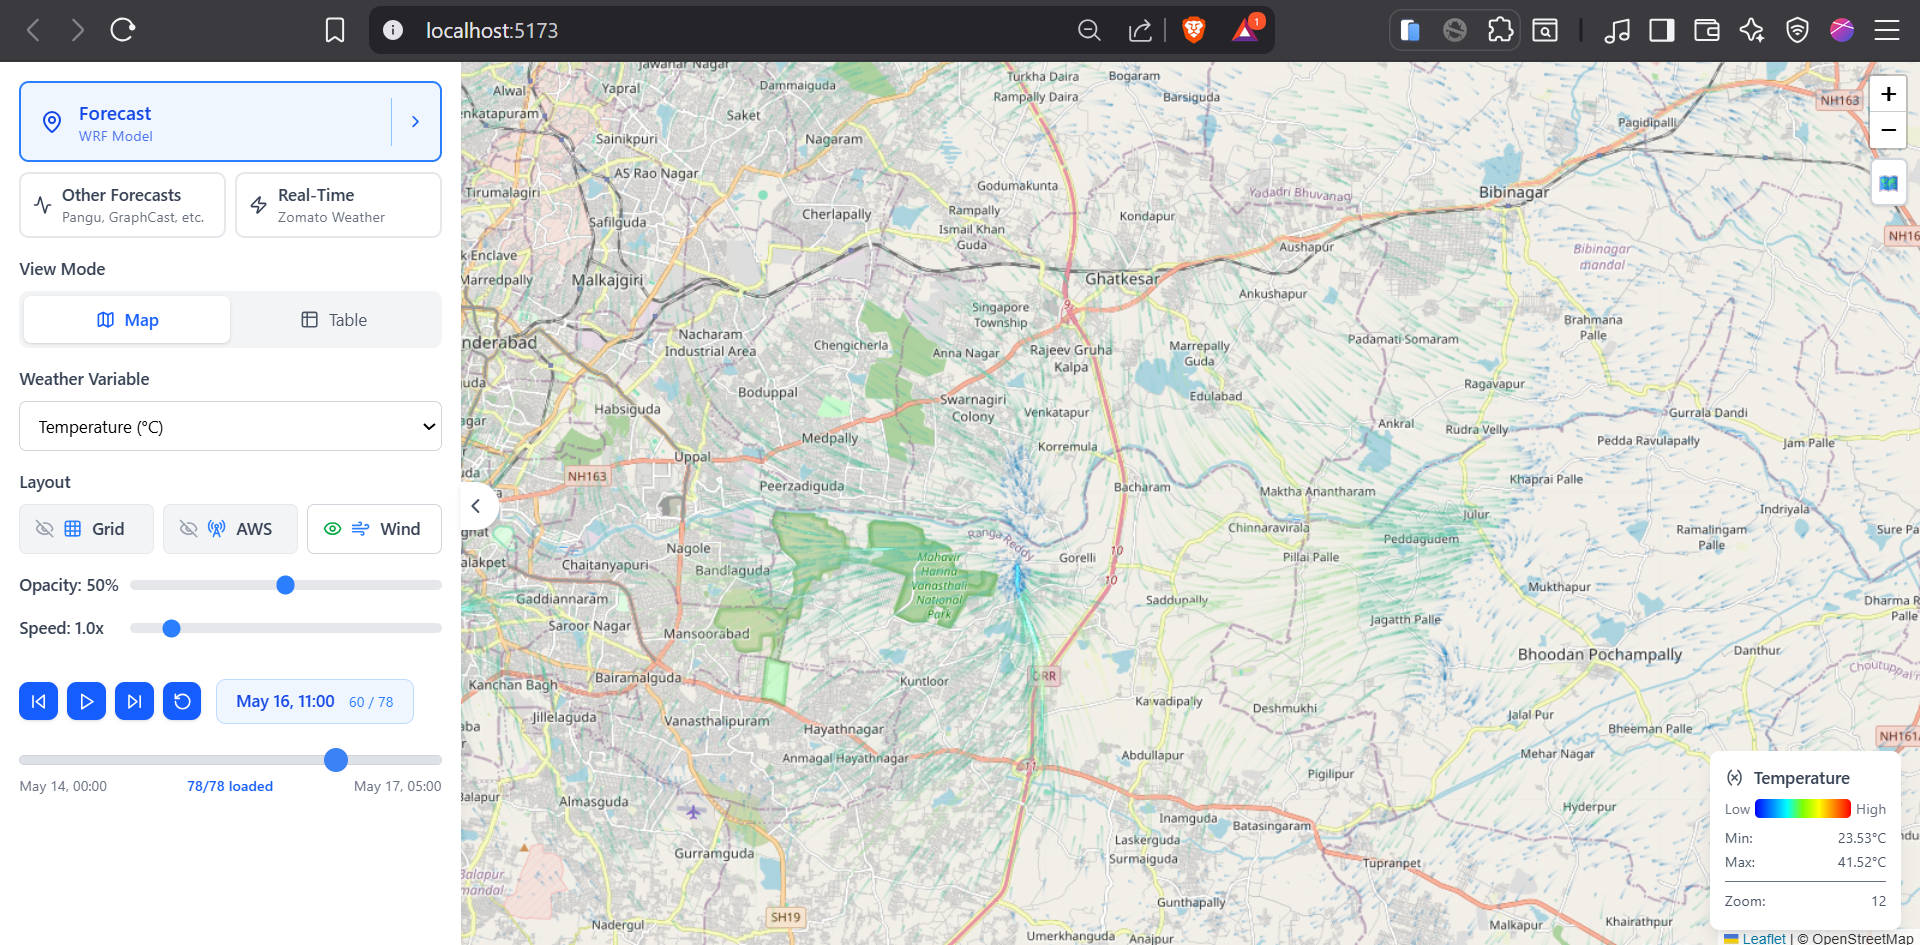 localhost:5173
1
Forecast
WRF Model
Other Forecasts
Pangu, GraphCast, etc.
Real-Time
Zomato Weather
View Mode
Map
Table
Weather Variable
Temperature (°C)
Layout
Grid
AWS
Wind
Opacity: 50%
Speed: 1.0x
May 16, 11:00 60 / 78
May 14, 00:00
78/78 loaded
May 17, 05:00
Jawahar Nagar
Turkha Daira
Bogaram
Alwal
Yapral
Dammaiguda
Rampally Daira
Barsiguda
NH163
enkatapuram
Saket
Pagidipalli
Sainikpuri
Nagaram
AS Rao Nagar
Godumakunta
Tirumalagiri
Yadadri Bhuvanag
Bibinagar
Safilguda
Cherlapally
Rampally
Kondapur
Ismail Khan
Guda
NH16
k Enclave
Aushapur
Bibinagar
mandal
Marredpally
Malkajgiri
Ghatkesar
Ankushapur
Singapore
Township
9
Brahmana
Palle
nderabad
Nacharam
Industrial Area
Chengicherla
Anna Nagar
Rajeev Gruha
Kalpa
Marrepally
Guda
Padamati Somaram
uda
Boduppal
Ragavapur
Habsiguda
Swarnagiri
Colony
Edulabad
Venkatapur
Gurrala Dandi
gar
Medpally
Ankral
Rudra Velly
Pedda Ravulapally
Jam Palle
Korremula
Uppal
da
NH163
Peerzadiguda
Bacharam
Maktha Anantharam
Khaprai Palle
Julur
Indriyala
Chinnaravirala
Ramalingam
Palle
Sure Pa
gnat
Ranga Reddy
Peddagudem
Nagole
Gorelli
10
Pillai Palle
alakpet
Chaitanyapuri
Bandlaguda
Mahavir
Harina
Vanasthali
National
Park
10
Mukthapur
Gaddiannaram
Saddupally
Dharma R
Palle
Saroor Nagar
Mansoorabad
Jagatth Palle
Bhoodan Pochampally
Danthur
Choutuppal
Kanchan Bagh
Bairamalguda
Kuntloor
ORR
Kawadipally
Deshmukhi
Jillelaguda
Vanasthalipuram
Jalal Pur
aba
Hayathnagar
Bheeman Palle
NH161
Anmagal Hayathnagar
11
Abdullapur
Mehar Nagar
Pigilipur
Balapur
Almasguda
Hyderpur
Inamguda
Batasingaram
Laskerguda
Gurramguda
Surmaiguda
Tupranpet
Balapur
mandal
Gunthapally
SH19
Khairathpur
Malkapur
Nadergul
Umerkhanguda
Anajpur
+
−
Temperature
Low
High
Min: 23.53°C
Max: 41.52°C
Zoom: 12
Leaflet | © OpenStreetMap